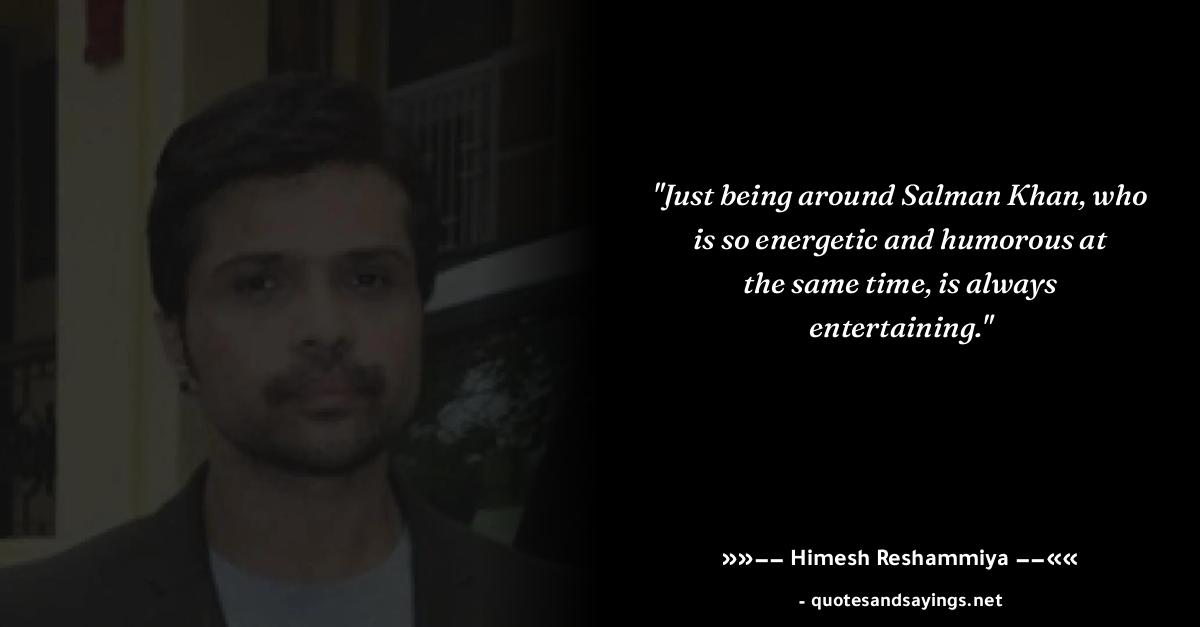 "Just being around Salman Khan, who
is so energetic and humorous at
the same time, is always
entertaining."
»»−− Himesh Reshammiya −−««
- quotesandsayings.net